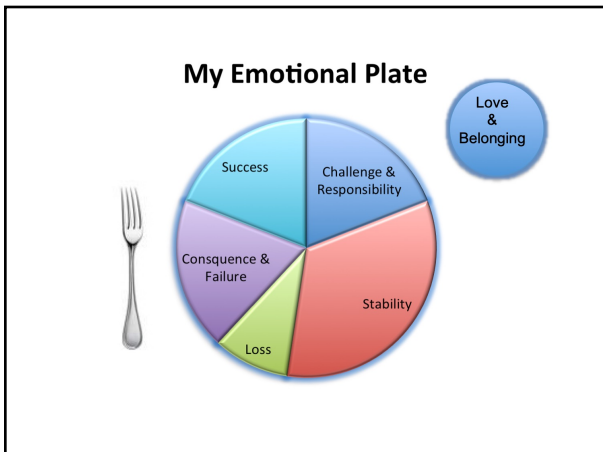 My Emotional Plate
Love
&
Belonging
Success
Challenge &
Responsibility
Consquence &
Failure
Stability
Loss